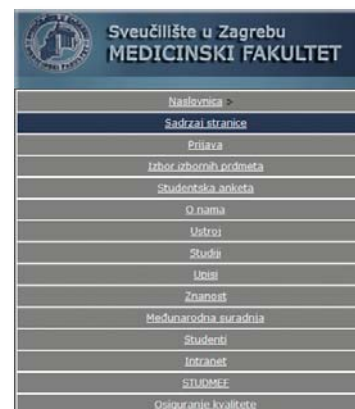 Sveučilište u Zagrebu
MEDICINSKI FAKULTET
Naslovnica >
Sadrzaj stranice
Prijava
Izbor izbornih prdmeta
Studentska anketa
O nama
Ustroj
Studiji
Upisi
Znanost
Međunarodna suradnja
Studenti
Intranet
STUDMEF
Osiguranje kvalitete